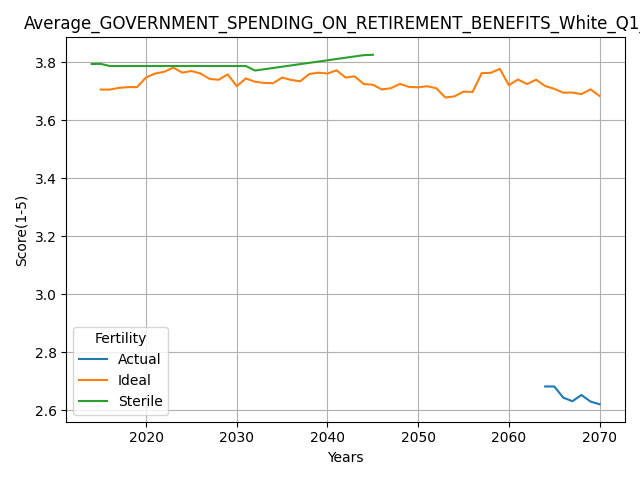 Average_GOVERNMENT_SPENDING_ON_RETIREMENT_BENEFITS_White_Q1_
3.8
3.6
3.4
3.2
3.0
2.8
2.6
Score(1-5)
Fertility
Actual
Ideal
Sterile
2020 2030 2040 2050 2060 2070
Years